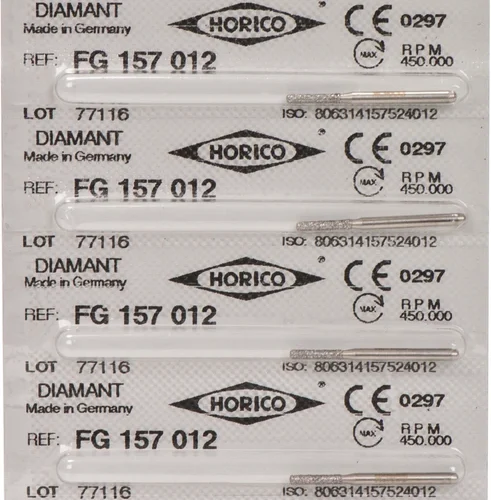 DIAMANT
Made in Germany
HORICO ®
CE 0297
REF: FG 157 012
MAX. RPM
450.000
LOT 77116
ISO: 806314157524012
DIAMANT
Made in Germany
HORICO ®
CE 0297
REF: FG 157 012
MAX. RPM
450.000
LOT 77116
ISO: 806314157524012
DIAMANT
Made in Germany
HORICO ®
CE 0297
REF: FG 157 012
MAX. RPM
450.000
LOT 77116
ISO: 806314157524012
DIAMANT
Made in Germany
HORICO ®
CE 0297
REF: FG 157 012
MAX. RPM
450.000
LOT 77116
ISO: 806314157524012